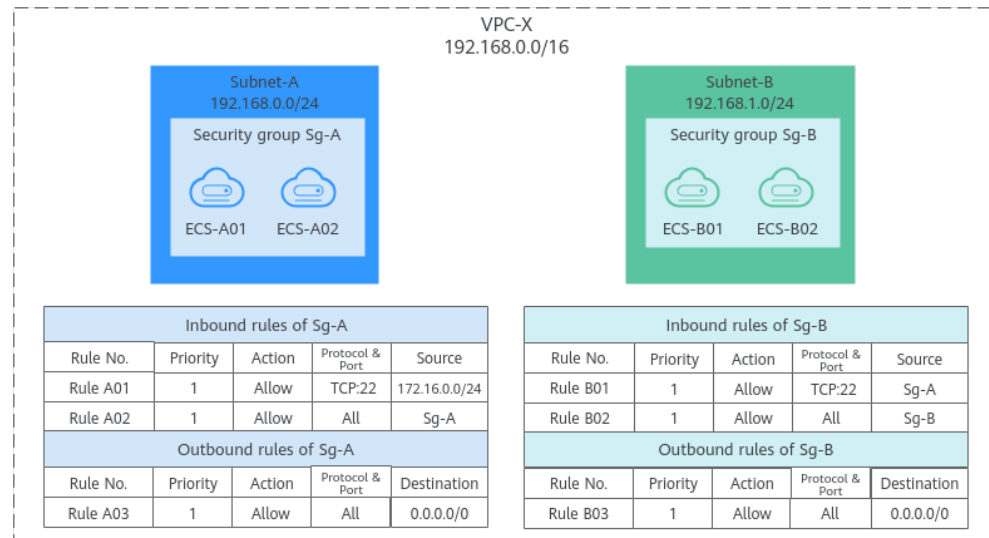 VPC-X
192.168.0.0/16
Subnet-A
192.168.0.0/24
Security group Sg-A
ECS-A01 ECS-A02
Subnet-B
192.168.1.0/24
Security group Sg-B
ECS-B01 ECS-B02
Inbound rules of Sg-A
Rule No. Priority Action Protocol & Port Source
Rule A01 1 Allow TCP:22 172.16.0.0/24
Rule A02 1 Allow All Sg-A
Outbound rules of Sg-A
Rule No. Priority Action Protocol & Port Destination
Rule A03 1 Allow All 0.0.0.0/0
Inbound rules of Sg-B
Rule No. Priority Action Protocol & Port Source
Rule B01 1 Allow TCP:22 Sg-A
Rule B02 1 Allow All Sg-B
Outbound rules of Sg-B
Rule No. Priority Action Protocol & Port Destination
Rule B03 1 Allow All 0.0.0.0/0